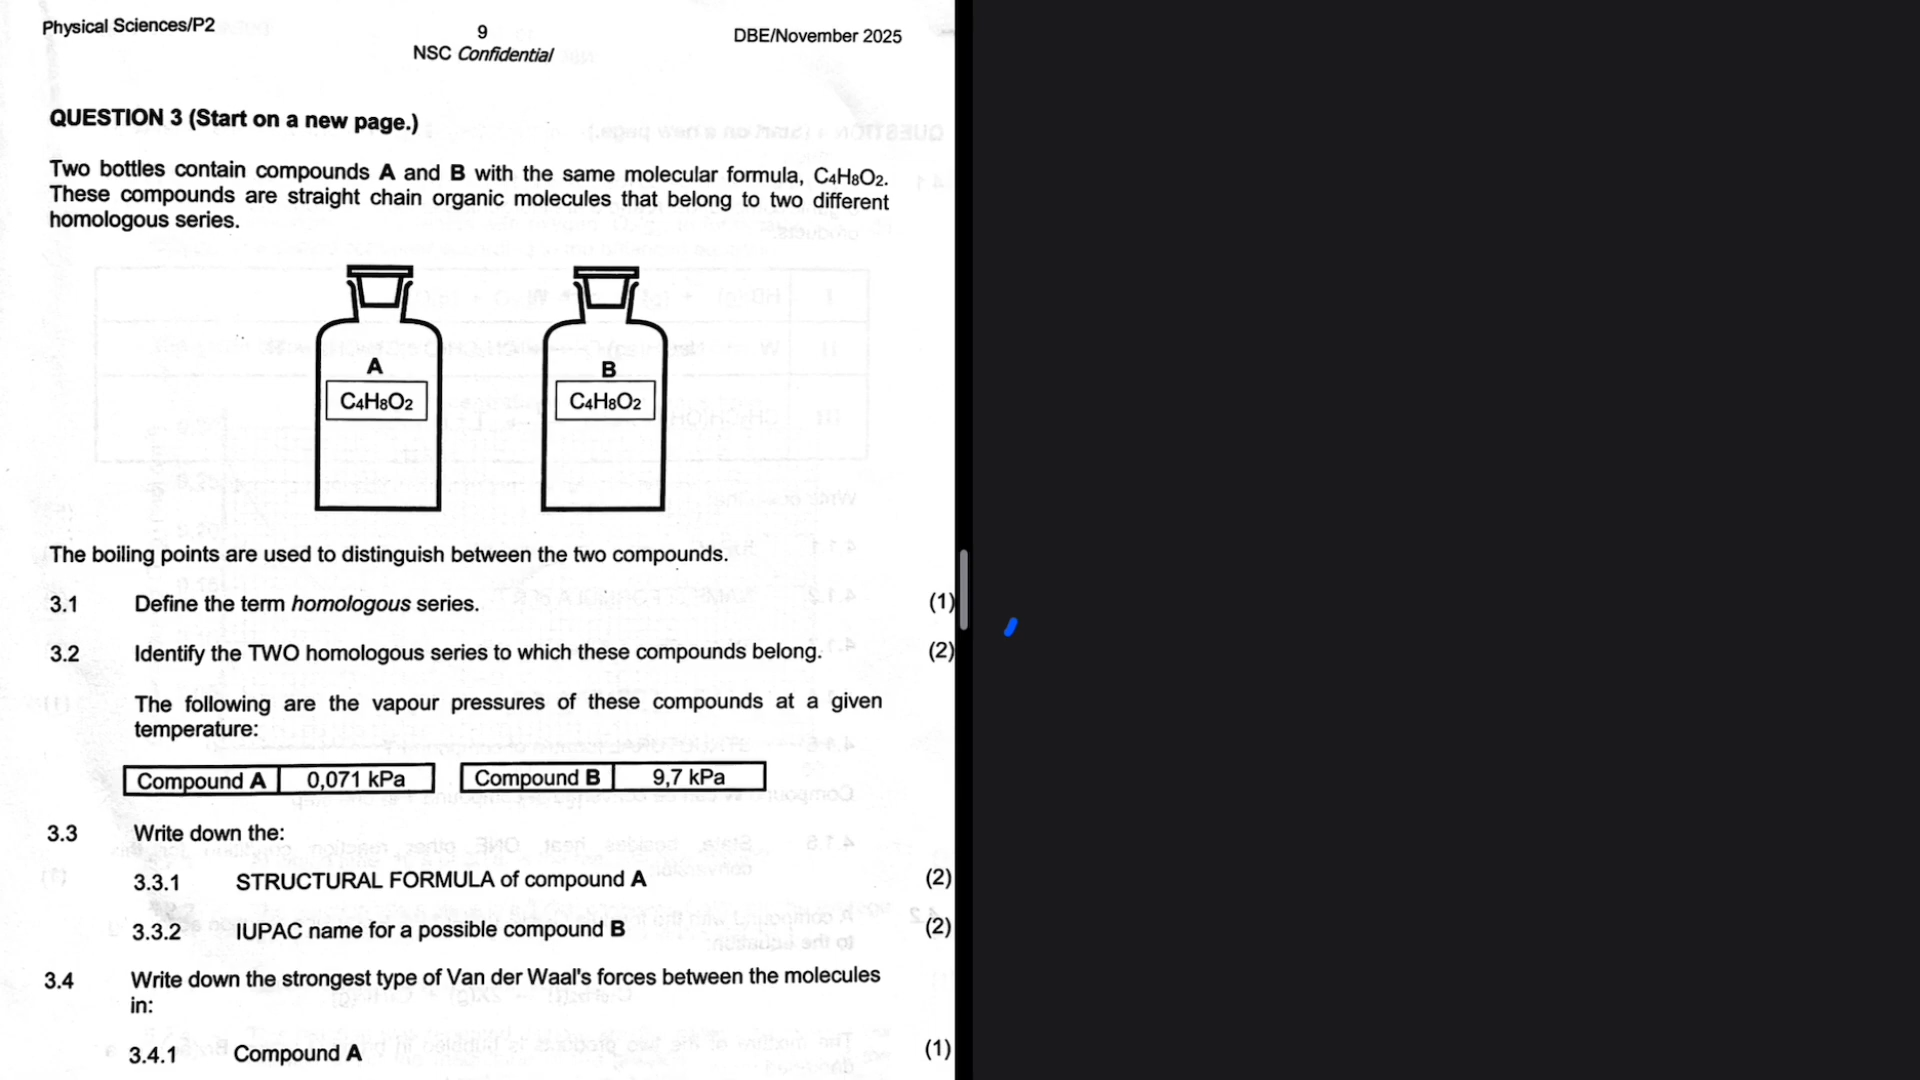 Physical Sciences/P2
9
DBE/November 2025
NSC Confidential
QUESTION 3 (Start on a new page.)
Two bottles contain compounds A and B with the same molecular formula, C4H8O2.
These compounds are straight chain organic molecules that belong to two different
homologous series.
A
B
C4H8O2
C4H8O2
The boiling points are used to distinguish between the two compounds.
3.1 Define the term homologous series. (1)
3.2 Identify the TWO homologous series to which these compounds belong. (2)
The following are the vapour pressures of these compounds at a given
temperature:
Compound A 0,071 kPa Compound B 9,7 kPa
3.3 Write down the:
3.3.1 STRUCTURAL FORMULA of compound A (2)
3.3.2 IUPAC name for a possible compound B (2)
3.4 Write down the strongest type of Van der Waal's forces between the molecules
in:
3.4.1 Compound A (1)